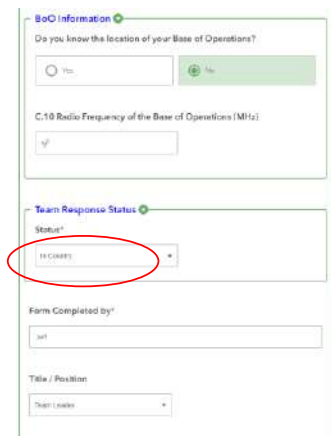 BoO Information
Do you know the location of your Base of Operations?
Yes
No
C.10 Radio Frequency of the Base of Operations (MHz)
Team Response Status
Status*
In Country
Form Completed by*
Title / Position
Team Leader